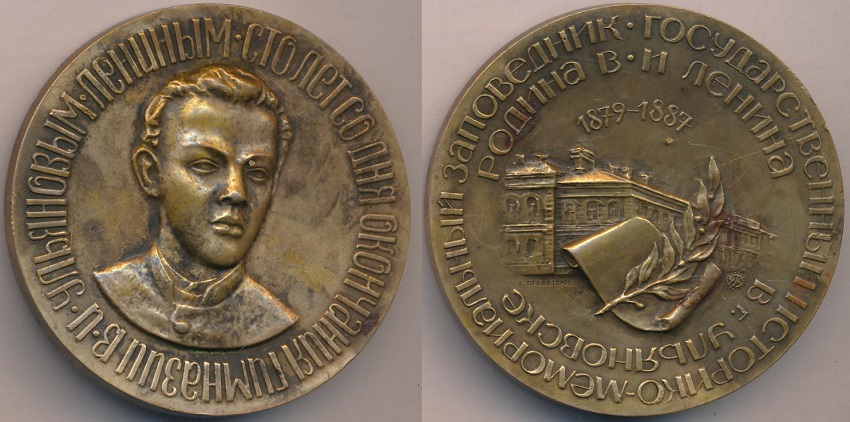 СТО ЛЕТ СО ДНЯ ОКОНЧАНИЯ ГИМНАЗИИ В·И·УЛЬЯНОВЫМ·ЛЕНИНЫМ·
ГОСУДАРСТВЕННЫЙ ИСТОРИКО-МЕМОРИАЛЬНЫЙ ЗАПОВЕДНИК·
РОДИНА В·И ЛЕНИНА
В Г. УЛЬЯНОВСКЕ
1879-1887